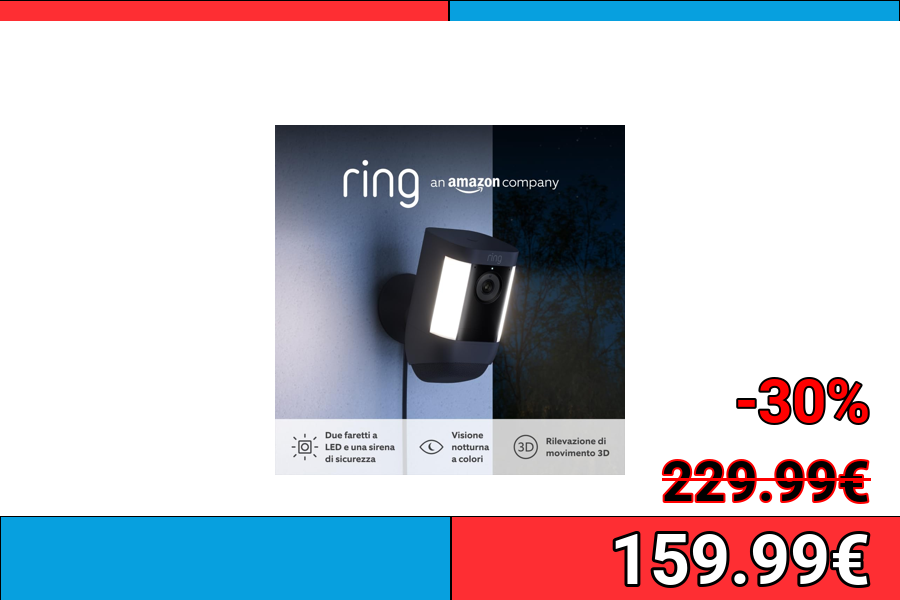 ring an amazon company
ring
Due faretti a
LED e una sirena
di sicurezza
Visione
notturna
a colori
3D
Rilevazione di
movimento 3D
-30%
229.99€
159.99€